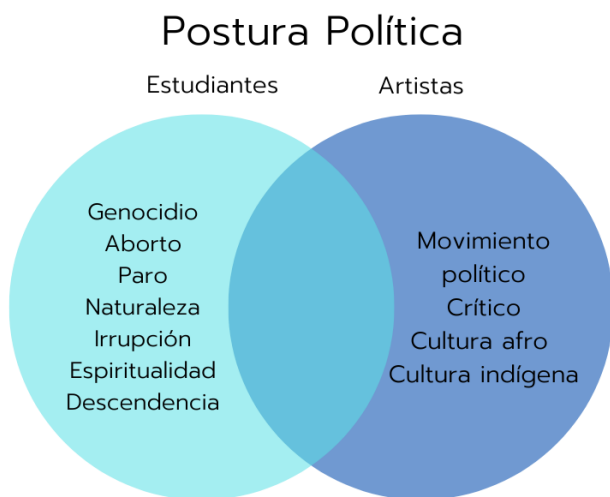 Postura Política
Estudiantes
Artistas
Genocidio
Aborto
Paro
Naturaleza
Irrupción
Espiritualidad
Descendencia
Movimiento
político
Crítico
Cultura afro
Cultura indígena